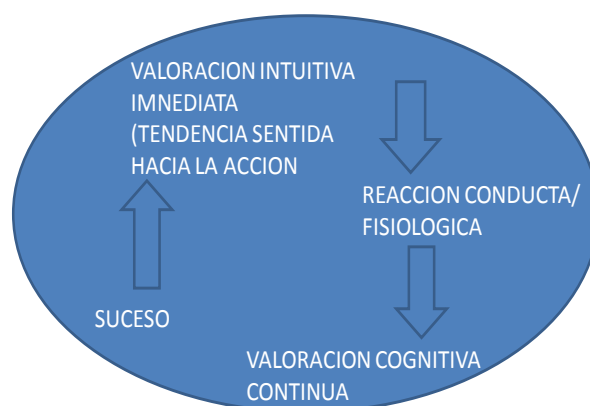 VALORACION INTUITIVA
IMNEDIATA
(TENDENCIA SENTIDA
HACIA LA ACCION
REACCION CONDUCTA/
FISIOLOGICA
SUCESO
VALORACION COGNITIVA
CONTINUA